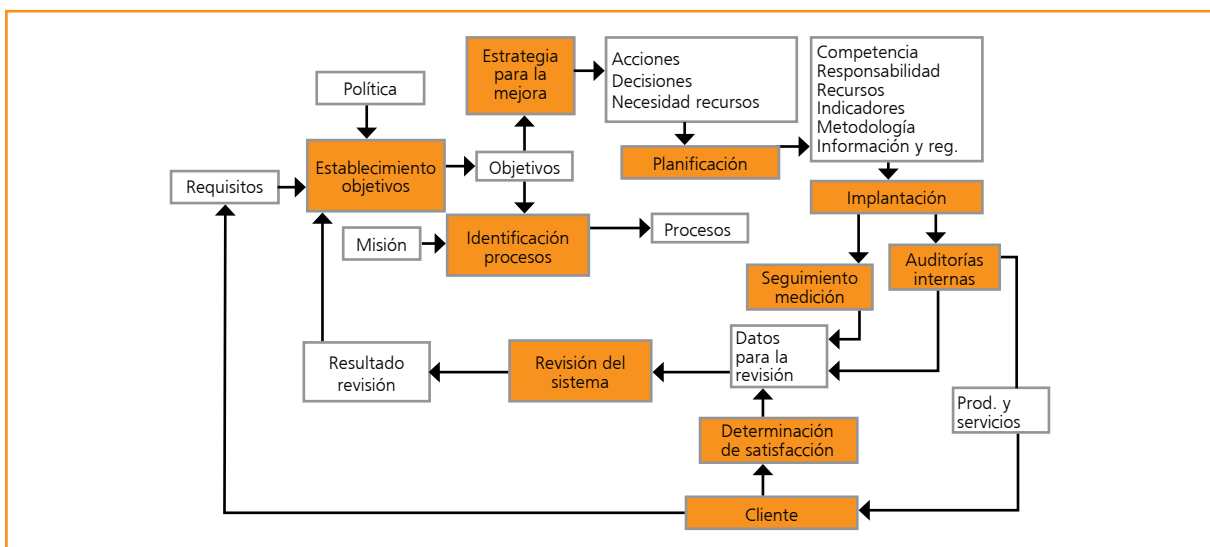 Estrategia
para la
mejora
Acciones
Decisiones
Necesidad recursos
Competencia
Responsabilidad
Recursos
Indicadores
Metodología
Información y reg.
Política
Planificación
Establecimiento
objetivos
Objetivos
Requisitos
Implantación
Misión
Identificación
procesos
Procesos
Seguimiento
medición
Auditorías
internas
Resultado
revisión
Revisión del
sistema
Datos
para la
revisión
Prod. y
servicios
Determinación
de satisfacción
Cliente